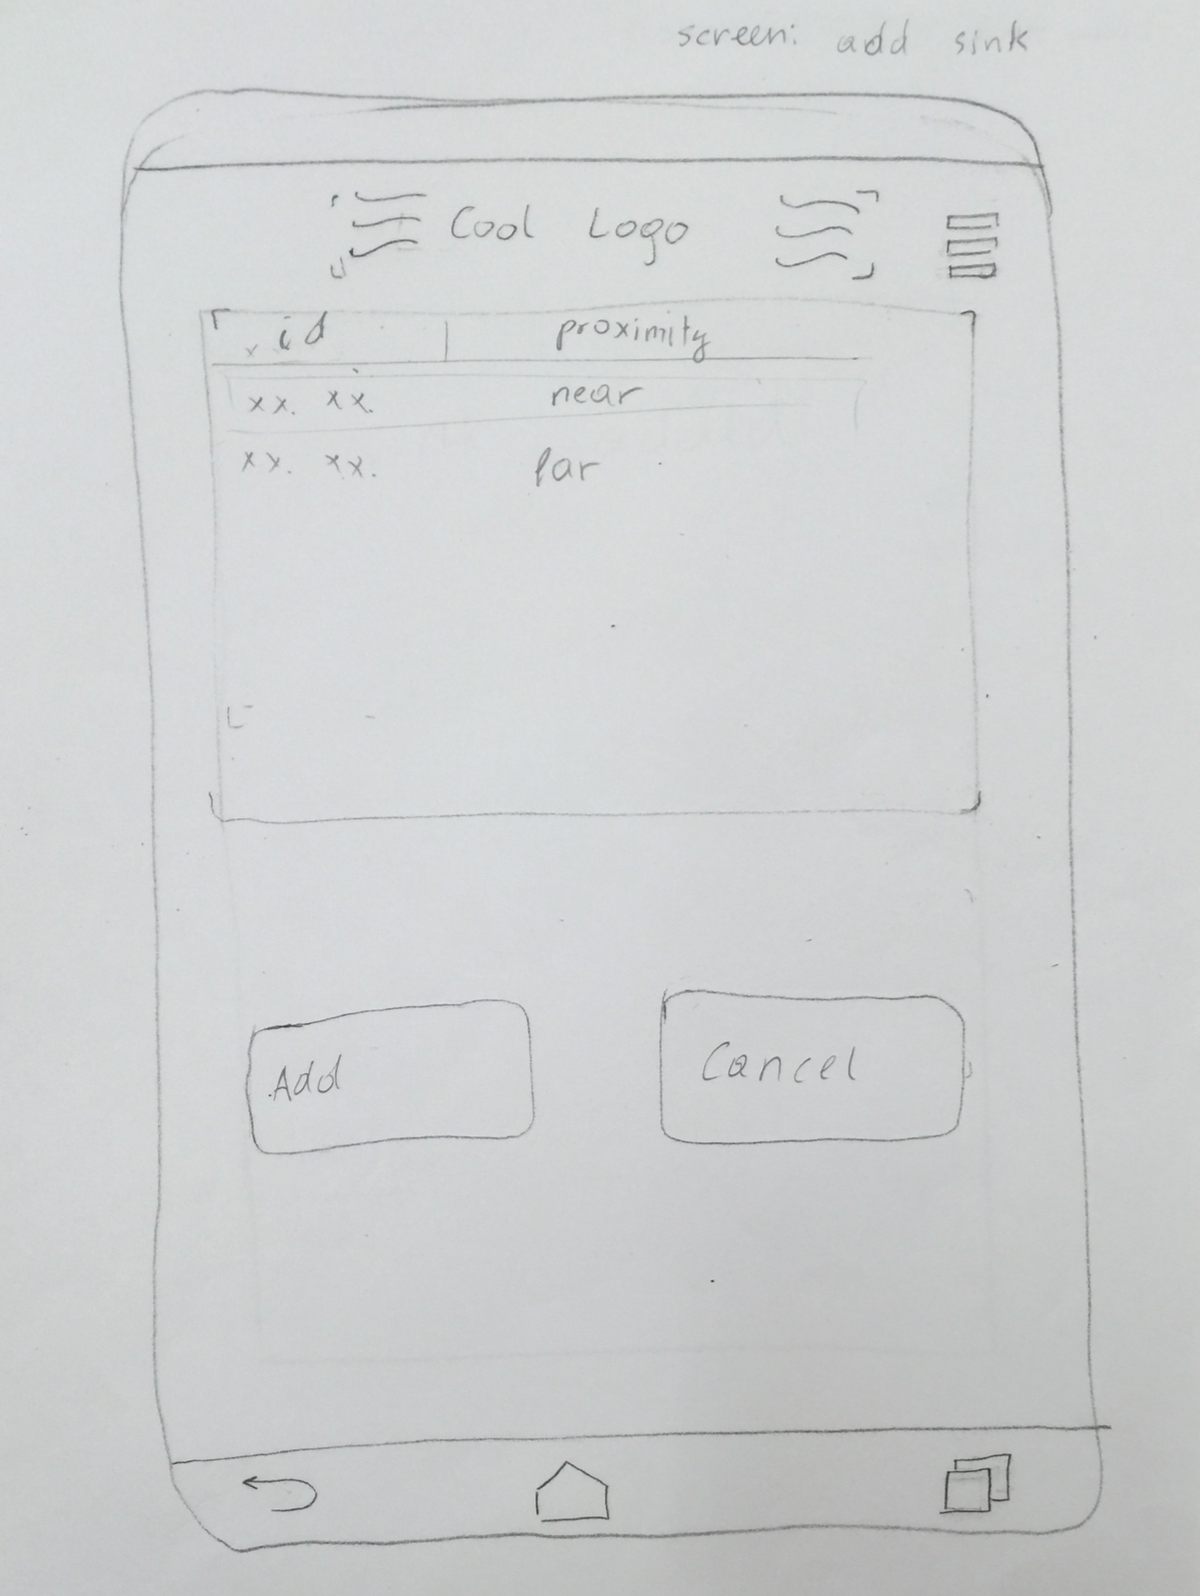 screen: add sink
Cool Logo
id proximity
xx. xx. near
xx. xx. far
Add Cancel